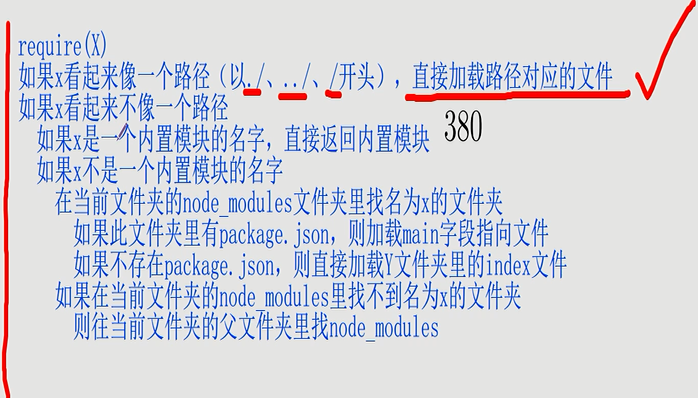 require(X)
如果x看起来像一个路径（以./、../、/开头），直接加载路径对应的文件
如果x看起来不像一个路径
如果x是一个内置模块的名字，直接返回内置模块
380
如果x不是一个内置模块的名字
在当前文件夹的node_modules文件夹里找名为x的文件夹
如果此文件夹里有package.json，则加载main字段指向文件
如果不存在package.json，则直接加载Y文件夹里的index文件
如果在当前文件夹的node_modules里找不到名为x的文件夹
则往当前文件夹的父文件夹里找node_modules